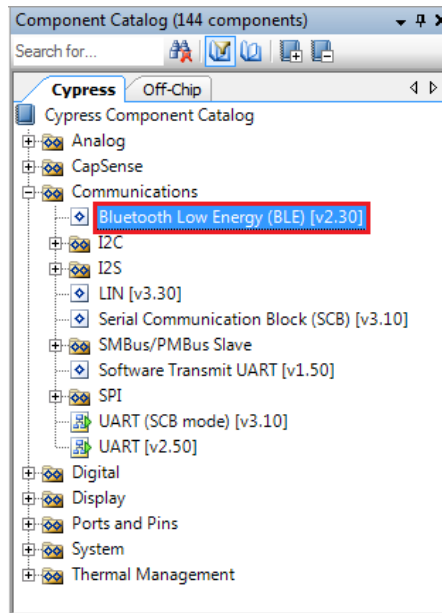 Component Catalog (144 components)
Search for...
Cypress Off-Chip
Cypress Component Catalog
Analog
CapSense
Communications
Bluetooth Low Energy (BLE) [v2.30]
I2C
I2S
LIN [v3.30]
Serial Communication Block (SCB) [v3.10]
SMBus/PMBus Slave
Software Transmit UART [v1.50]
SPI
UART (SCB mode) [v3.10]
UART [v2.50]
Digital
Display
Ports and Pins
System
Thermal Management